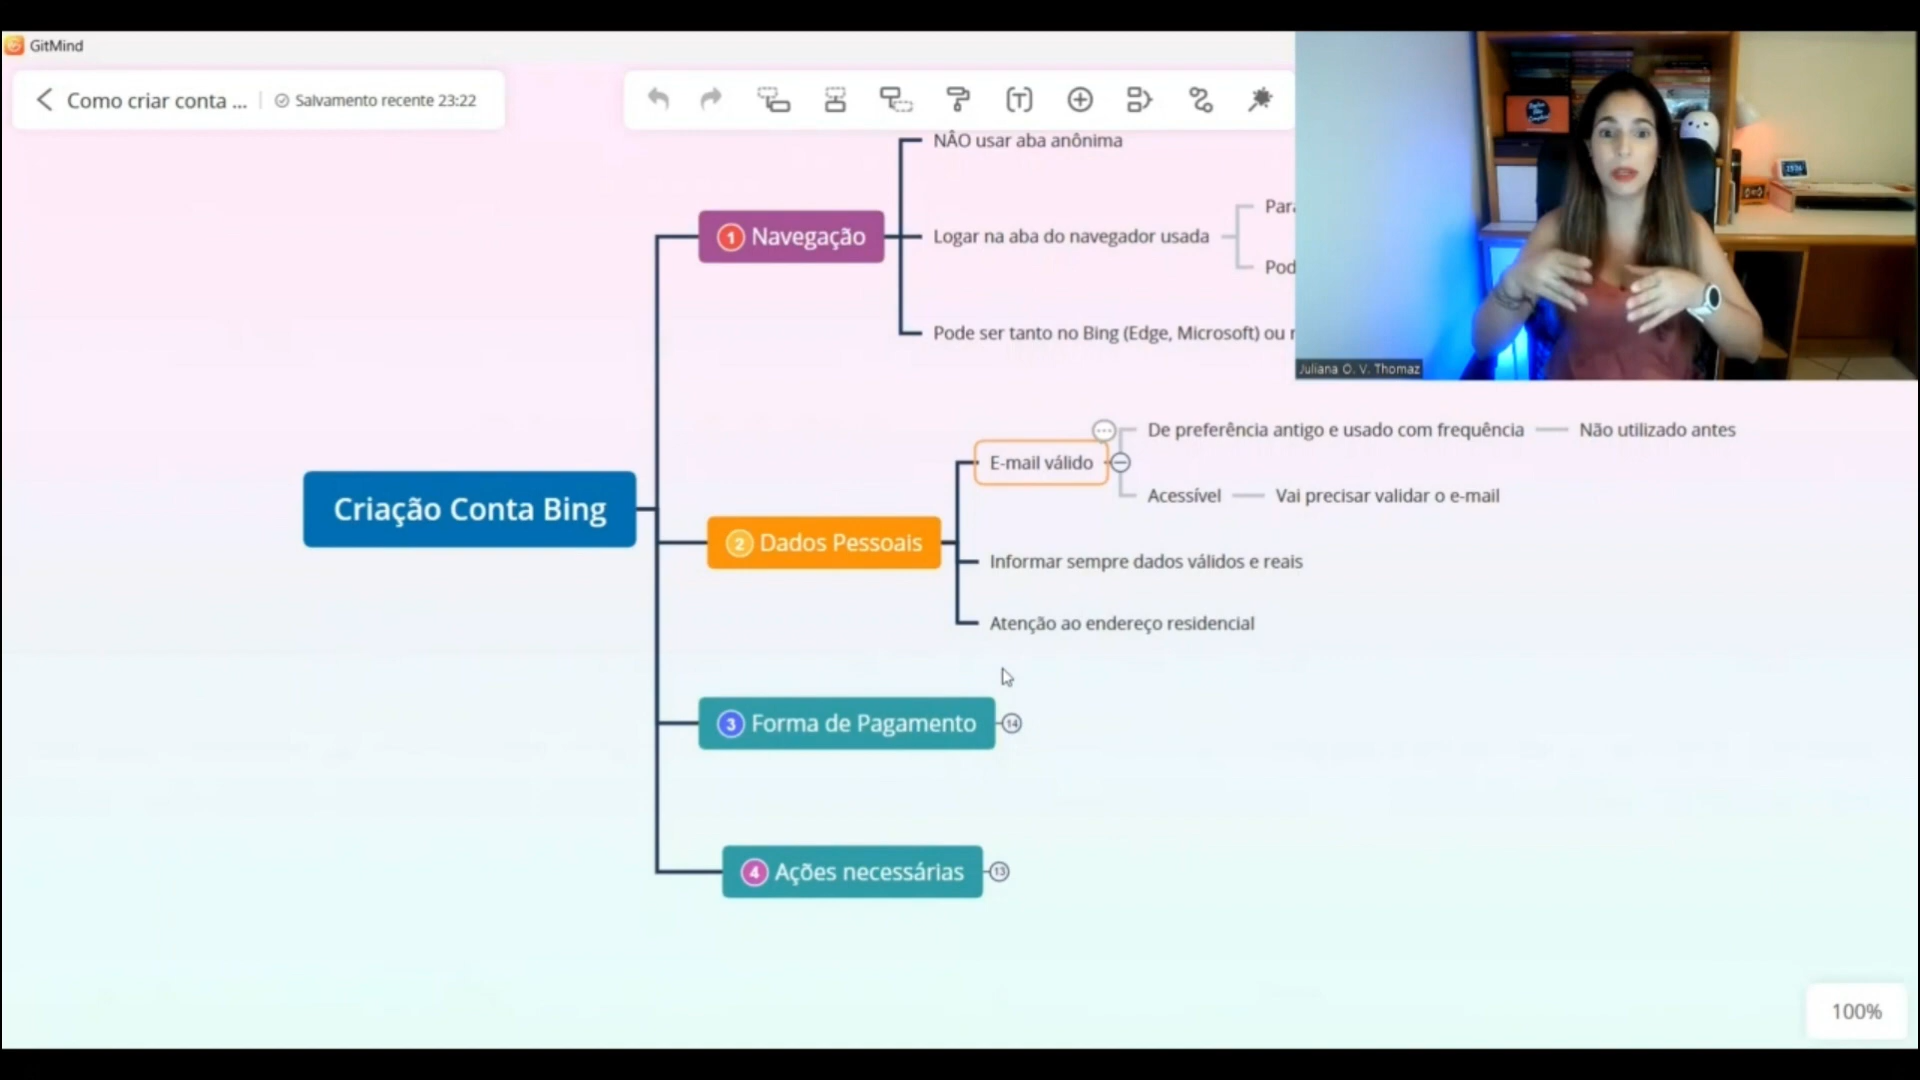 GitMind
Como criar conta ...
Salvamento recente 23:22
NÃO usar aba anônima
1 Navegação
Logar na aba do navegador usada
Pode ser tanto no Bing (Edge, Microsoft) ou
Juliana O. V. Thomaz
De preferência antigo e usado com frequência
Não utilizado antes
E-mail válido
Acessível
Vai precisar validar o e-mail
Criação Conta Bing
2 Dados Pessoais
Informar sempre dados válidos e reais
Atenção ao endereço residencial
3 Forma de Pagamento
14
4 Ações necessárias
13
100%